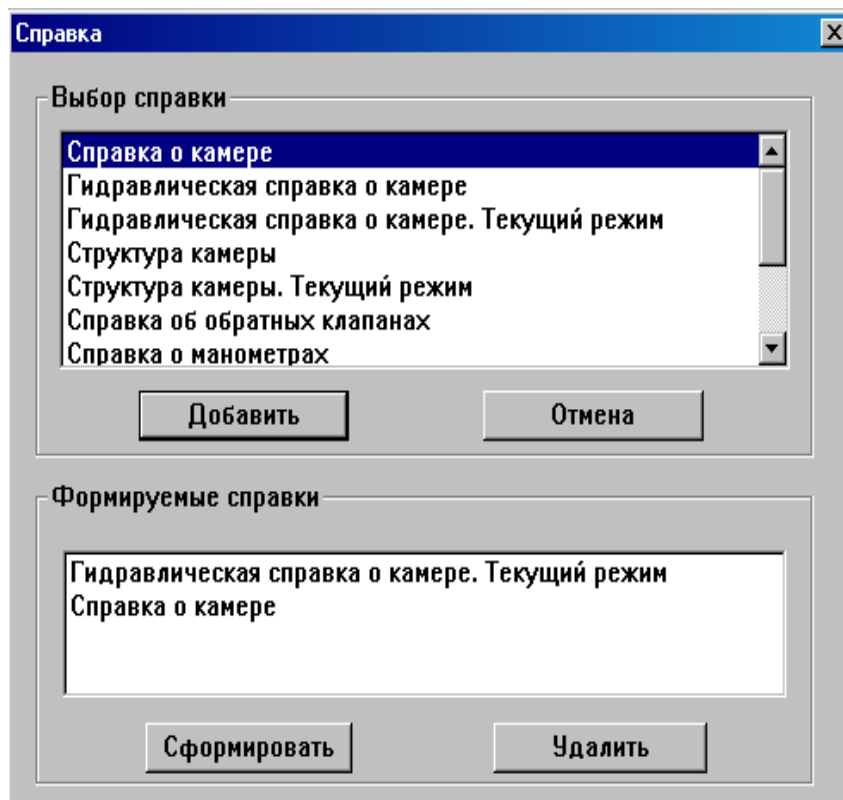 Справка
Выбор справки
Справка о камере
Гидравлическая справка о камере
Гидравлическая справка о камере. Текущий режим
Структура камеры
Структура камеры. Текущий режим
Справка об обратных клапанах
Справка о манометрах
Добавить Отмена
Формируемые справки
Гидравлическая справка о камере. Текущий режим
Справка о камере
Сформировать Удалить